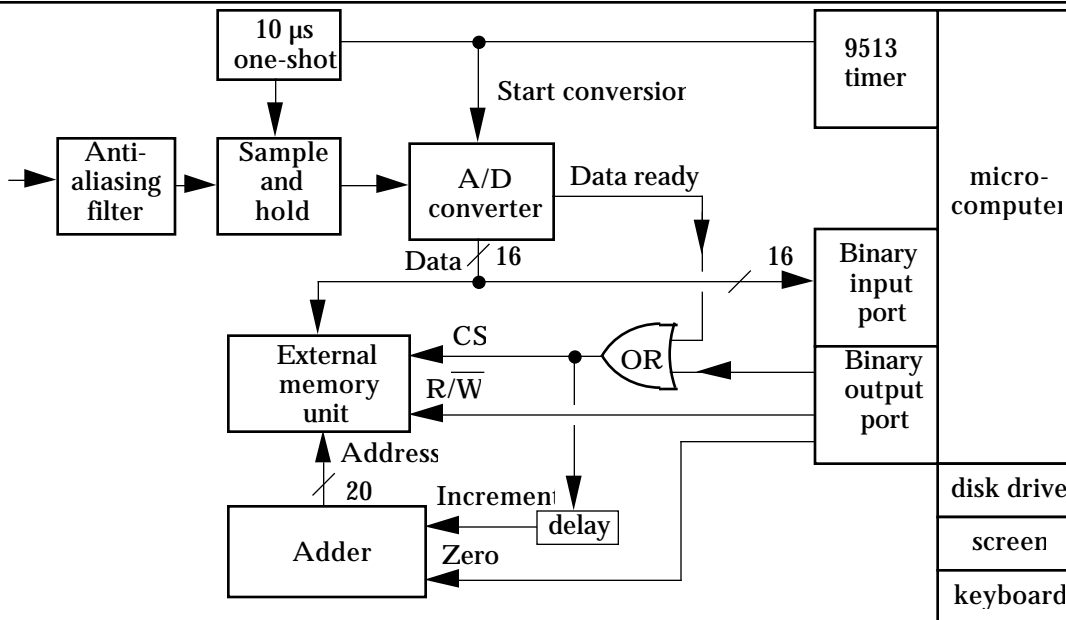 10 µs
one-shot
9513
timer
Start conversion
Anti-
aliasing
filter
Sample
and
hold
A/D
converter
Data ready
micro-
computer
Data
16
16
Binary
input
port
External
memory
unit
CS
R/W̅
OR
Binary
output
port
Address
20
Increment
delay
Adder
Zero
disk drive
screen
keyboard